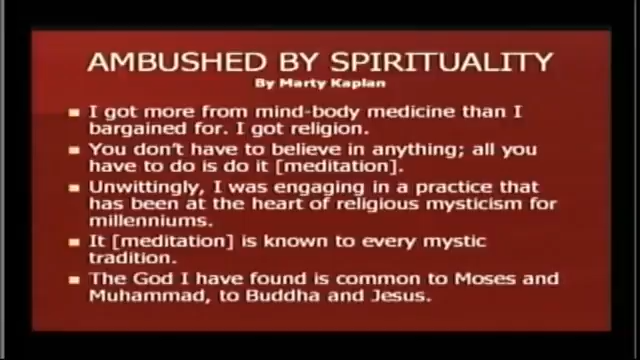 AMBUSHED BY SPIRITUALITY
By Marty Kaplan
I got more from mind-body medicine than I
bargained for. I got religion.
You don't have to believe in anything; all you
have to do is do it [meditation].
Unwittingly, I was engaging in a practice that
has been at the heart of religious mysticism for
millenniums.
It [meditation] is known to every mystic
tradition.
The God I have found is common to Moses and
Muhammad, to Buddha and Jesus.